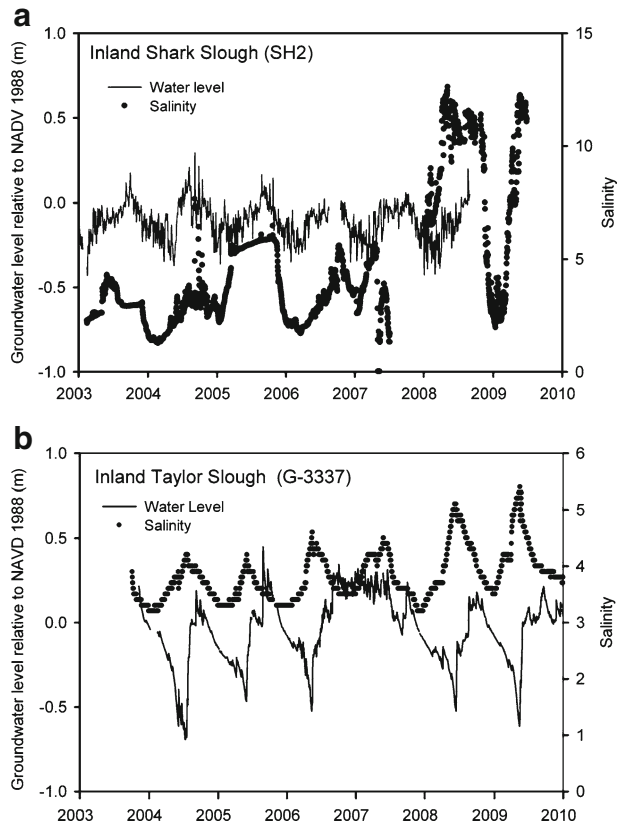 a
Inland Shark Slough (SH2)
Water level
Salinity
Groundwater level relative to NADV 1988 (m)
1.0
0.5
0.0
-0.5
-1.0
15
10
5
0
Salinity
2003 2004 2005 2006 2007 2008 2009 2010
b
Inland Taylor Slough (G-3337)
Water Level
Salinity
Groundwater level relative to NAVD 1988 (m)
1.0
0.5
0.0
-0.5
-1.0
6
5
4
3
2
1
0
Salinity
2003 2004 2005 2006 2007 2008 2009 2010